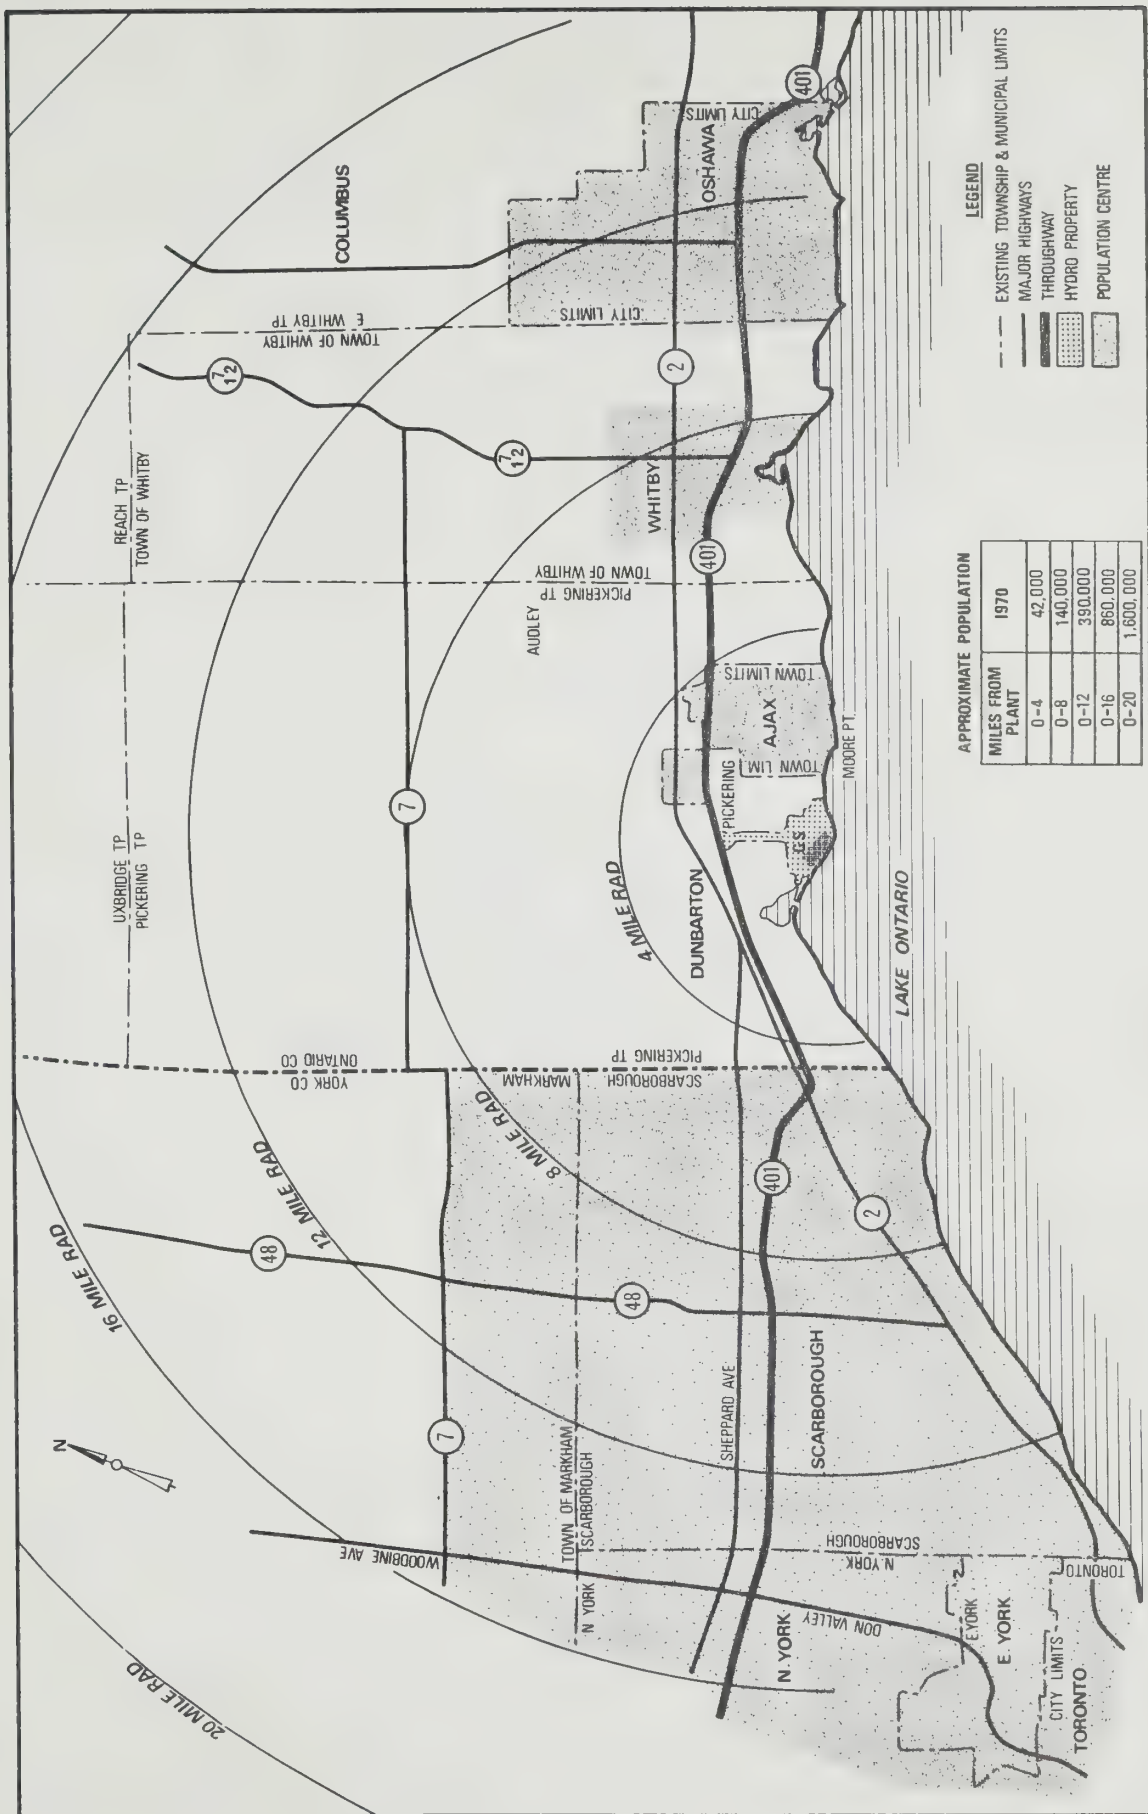 20 MILE RAD
16 MILE RAD
12 MILE RAD
8 MILE RAD
4 MILE RAD
N
UXBRIDGE TP
PICKERING TP
REACH TP
TOWN OF WHITBY
TOWN OF WHITBY
E WHITBY TP
COLUMBUS
7
12
7
12
YORK CO
ONTARIO CO
48
48
7
7
WOODBINE AVE
TOWN OF MARKHAM
N YORK
SCARBOROUGH
MARKHAM
SCARBOROUGH
PICKERING TP
AUDLEY
PICKERING TP
TOWN OF WHITBY
WHITBY
CITY LIMITS
OSHAWA
CITY LIMITS
2
401
401
SHEPPARD AVE
401
2
DUNBARTON
PICKERING
TOWN LIM
AJAX
TOWN LIMITS
G S
MOORE PT.
LAKE ONTARIO
SCARBOROUGH
N.YORK
SCARBOROUGH
N YORK
DON VALLEY
E.YORK
E. YORK
CITY LIMITS
TORONTO
TORONTO
APPROXIMATE POPULATION
MILES FROM PLANT 1970
0-4 42,000
0-8 140,000
0-12 390,000
0-16 860,000
0-20 1,600,000
LEGEND
EXISTING TOWNSHIP & MUNICIPAL LIMITS
MAJOR HIGHWAYS
THROUGHWAY
HYDRO PROPERTY
POPULATION CENTRE